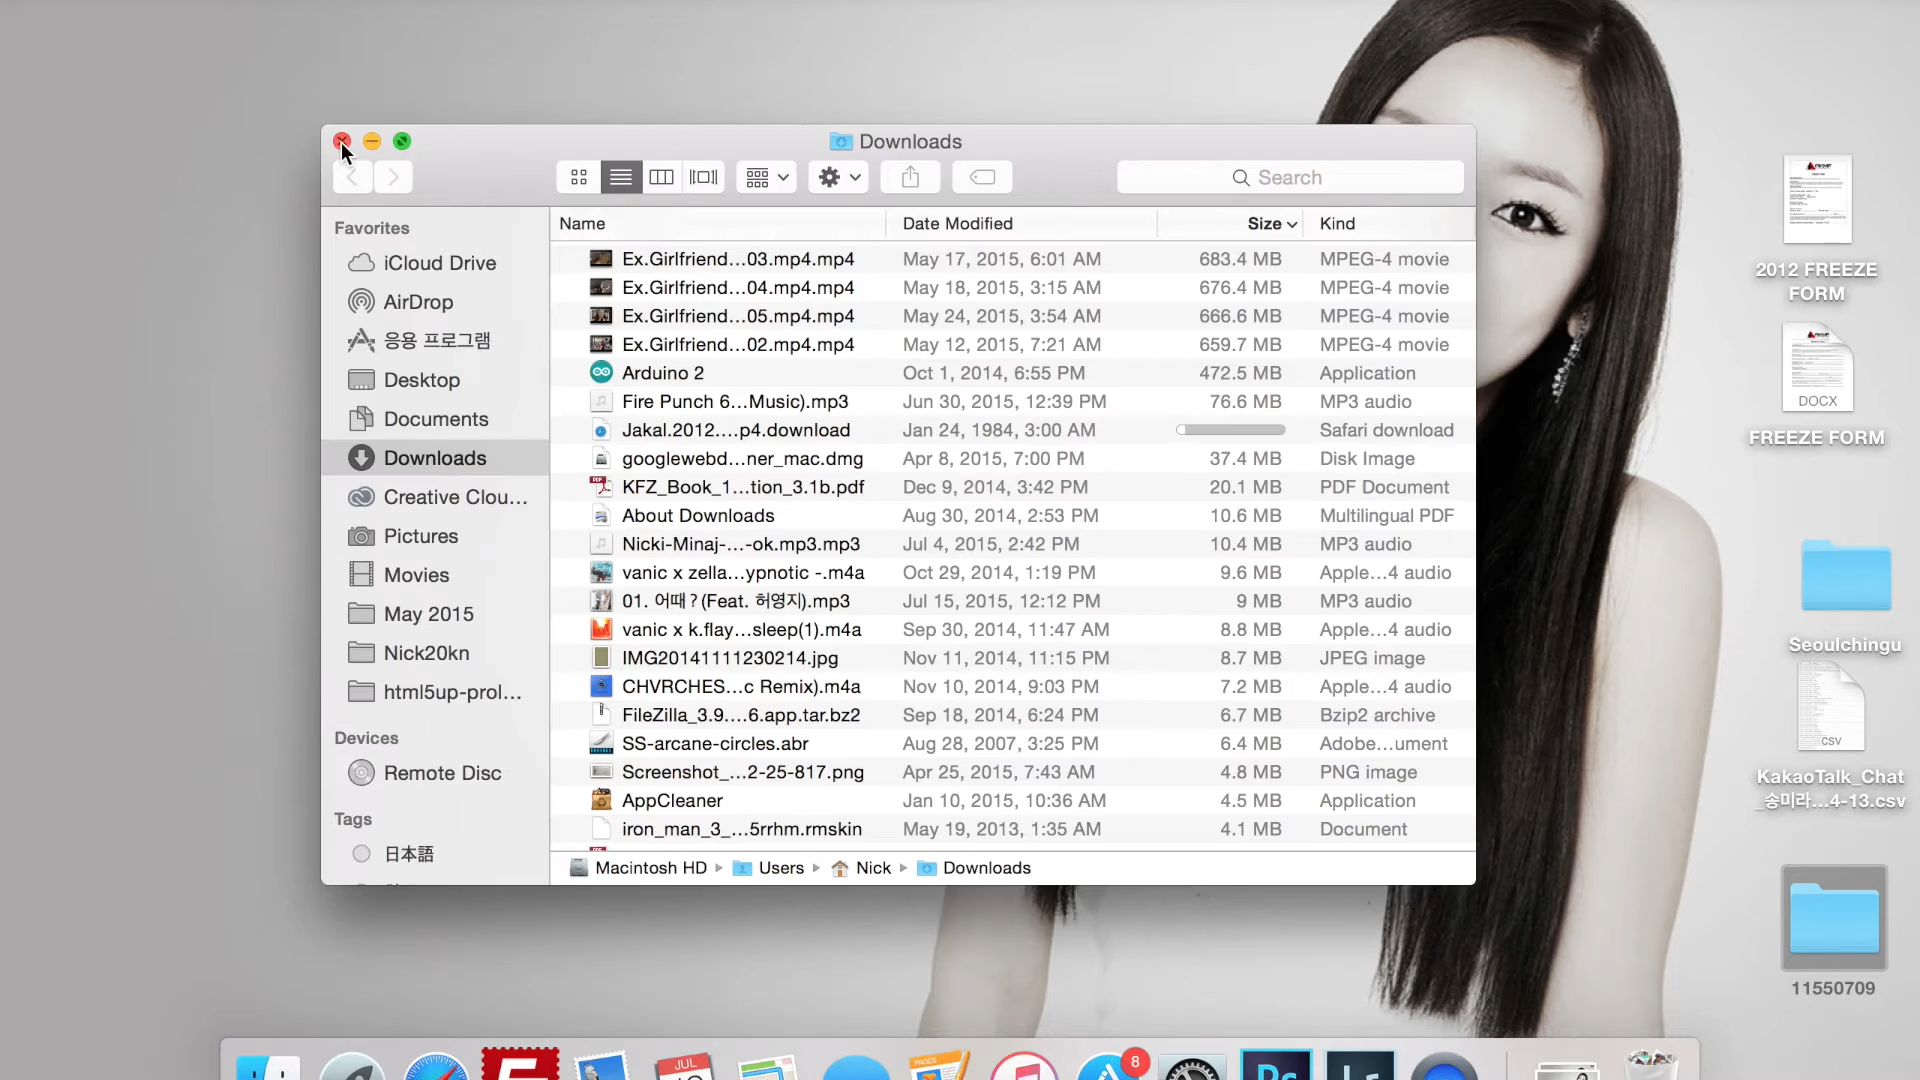 Downloads
Search
Favorites
iCloud Drive
AirDrop
응용 프로그램
Desktop
Documents
Downloads
Creative Clou...
Pictures
Movies
May 2015
Nick20kn
html5up-prol...
Devices
Remote Disc
Tags
日本語
Name Date Modified Size Kind
Ex.Girlfriend...03.mp4.mp4 May 17, 2015, 6:01 AM 683.4 MB MPEG-4 movie
Ex.Girlfriend...04.mp4.mp4 May 18, 2015, 3:15 AM 676.4 MB MPEG-4 movie
Ex.Girlfriend...05.mp4.mp4 May 24, 2015, 3:54 AM 666.6 MB MPEG-4 movie
Ex.Girlfriend...02.mp4.mp4 May 12, 2015, 7:21 AM 659.7 MB MPEG-4 movie
Arduino 2 Oct 1, 2014, 6:55 PM 472.5 MB Application
Fire Punch 6...Music).mp3 Jun 30, 2015, 12:39 PM 76.6 MB MP3 audio
Jakal.2012....p4.download Jan 24, 1984, 3:00 AM Safari download
googlewebd...ner_mac.dmg Apr 8, 2015, 7:00 PM 37.4 MB Disk Image
KFZ_Book_1...tion_3.1b.pdf Dec 9, 2014, 3:42 PM 20.1 MB PDF Document
About Downloads Aug 30, 2014, 2:53 PM 10.6 MB Multilingual PDF
Nicki-Minaj-...-ok.mp3.mp3 Jul 4, 2015, 2:42 PM 10.4 MB MP3 audio
vanic x zella...ypnotic -.m4a Oct 29, 2014, 1:19 PM 9.6 MB Apple...4 audio
01. 어때?(Feat. 허영지).mp3 Jul 15, 2015, 12:12 PM 9 MB MP3 audio
vanic x k.flay...sleep(1).m4a Sep 30, 2014, 11:47 AM 8.8 MB Apple...4 audio
IMG20141111230214.jpg Nov 11, 2014, 11:15 PM 8.7 MB JPEG image
CHVRCHES...c Remix).m4a Nov 10, 2014, 9:03 PM 7.2 MB Apple...4 audio
FileZilla_3.9....6.app.tar.bz2 Sep 18, 2014, 6:24 PM 6.7 MB Bzip2 archive
SS-arcane-circles.abr Aug 28, 2007, 3:25 PM 6.4 MB Adobe...ument
Screenshot_...2-25-817.png Apr 25, 2015, 7:43 AM 4.8 MB PNG image
AppCleaner Jan 10, 2015, 10:36 AM 4.5 MB Application
iron_man_3_...5rrhm.rmskin May 19, 2013, 1:35 AM 4.1 MB Document
Macintosh HD Users Nick Downloads
2012 FREEZE
FORM
DOCX
FREEZE FORM
Seoulchingu
CSV
KakaoTalk_Chat
_송미라...4-13.csv
11550709
JUL
PAGES
8